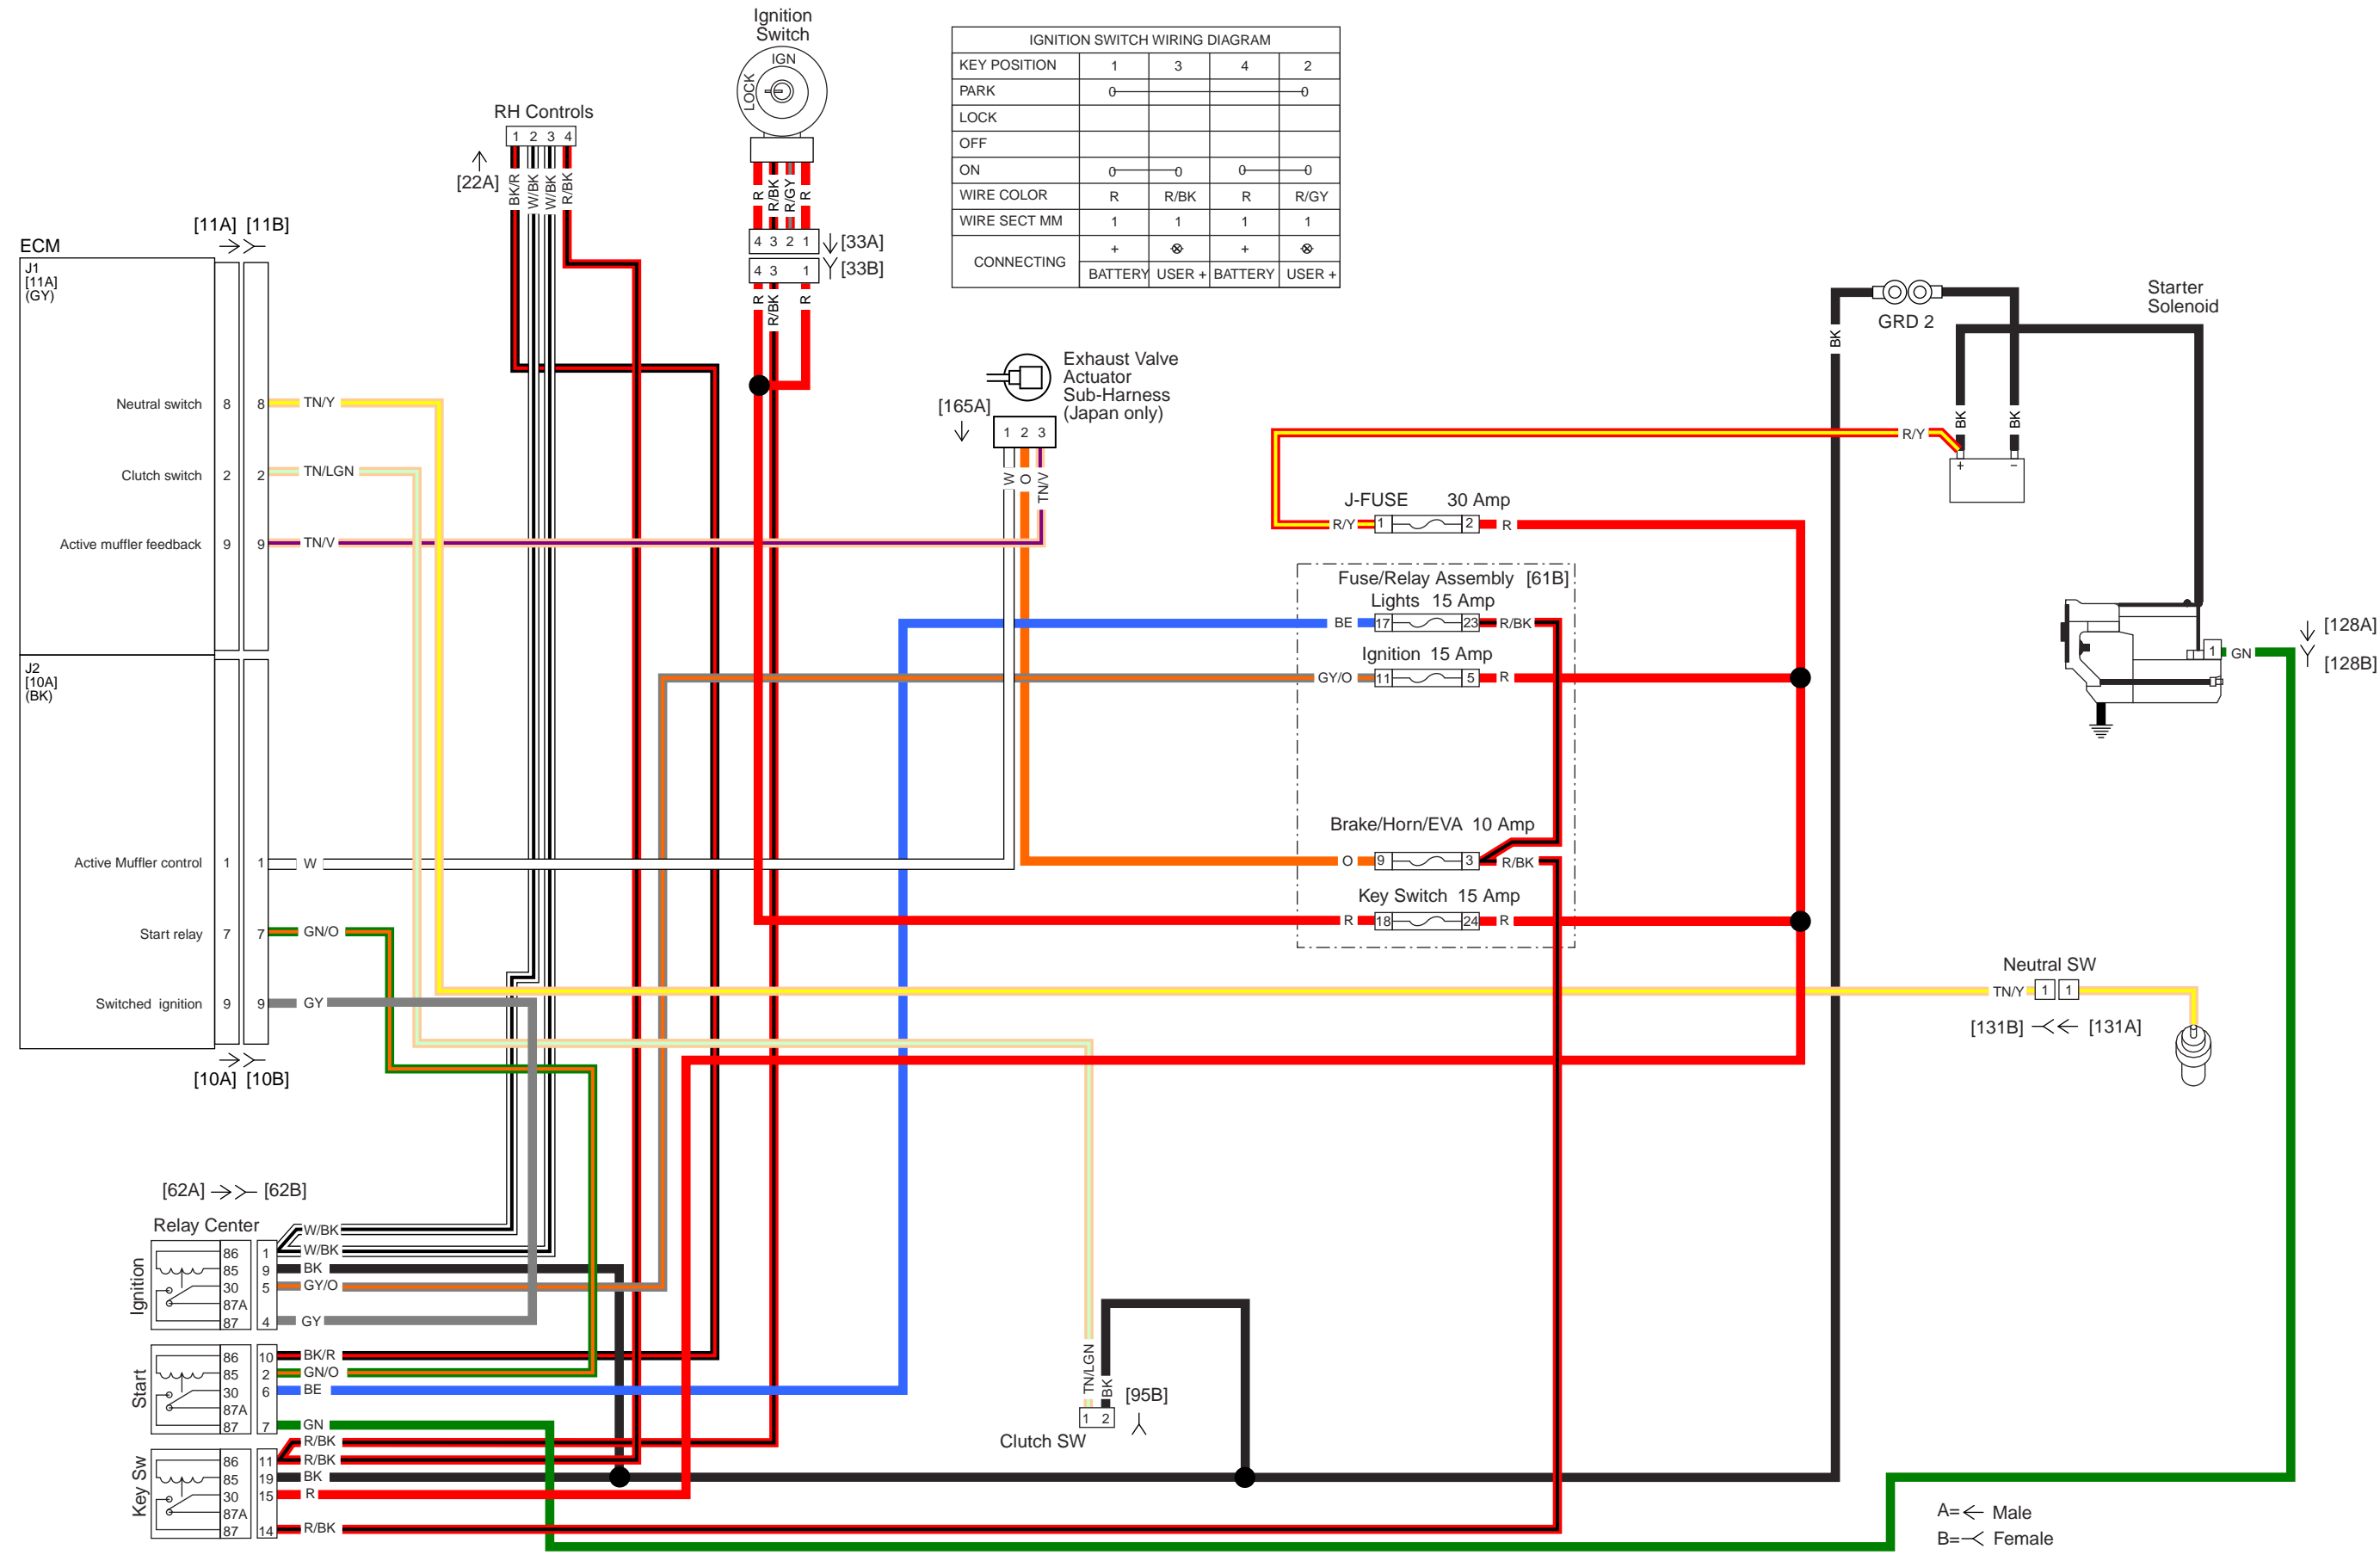 Ignition
Switch
IGN
LOCK
R
R/BK
R/GY
R
4 3 2 1
[33A]
4 3 1
[33B]
R
R/BK
R
IGNITION SWITCH WIRING DIAGRAM
KEY POSITION 1 3 4 2
PARK 0 0
LOCK
OFF
ON 0 0 0 0
WIRE COLOR R R/BK R R/GY
WIRE SECT MM 1 1 1 1
CONNECTING + ⊗ + ⊗
BATTERY USER + BATTERY USER +
RH Controls
1 2 3 4
[22A]
BK/R
W/BK
W/BK
R/BK
[11A] [11B]
ECM
J1
[11A]
(GY)
Neutral switch 8 8 TN/Y
Clutch switch 2 2 TN/LGN
Active muffler feedback 9 9 TN/V
J2
[10A]
(BK)
Active Muffler control 1 1 W
Start relay 7 7 GN/O
Switched ignition 9 9 GY
[10A] [10B]
Exhaust Valve
Actuator
Sub-Harness
(Japan only)
[165A]
1 2 3
W
O
TN/V
GRD 2
BK
Starter
Solenoid
BK
BK
+ −
R/Y
J-FUSE 30 Amp
R/Y 1 2 R
Fuse/Relay Assembly [61B]
Lights 15 Amp
BE 17 23 R/BK
Ignition 15 Amp
GY/O 11 5 R
Brake/Horn/EVA 10 Amp
O 9 3 R/BK
Key Switch 15 Amp
R 18 24 R
1 GN
[128A]
[128B]
Neutral SW
TN/Y 1 1
[131B] [131A]
[62A] [62B]
Relay Center
Ignition
86 1 W/BK
W/BK
85 9 BK
30 5 GY/O
87A
87 4 GY
Start
86 10 BK/R
85 2 GN/O
30 6 BE
87A
87 7 GN
Key Sw
R/BK
86 11 R/BK
85 19 BK
30 15 R
87A
87 14 R/BK
TN/LGN
BK
[95B]
1 2
Clutch SW
A= Male
B= Female